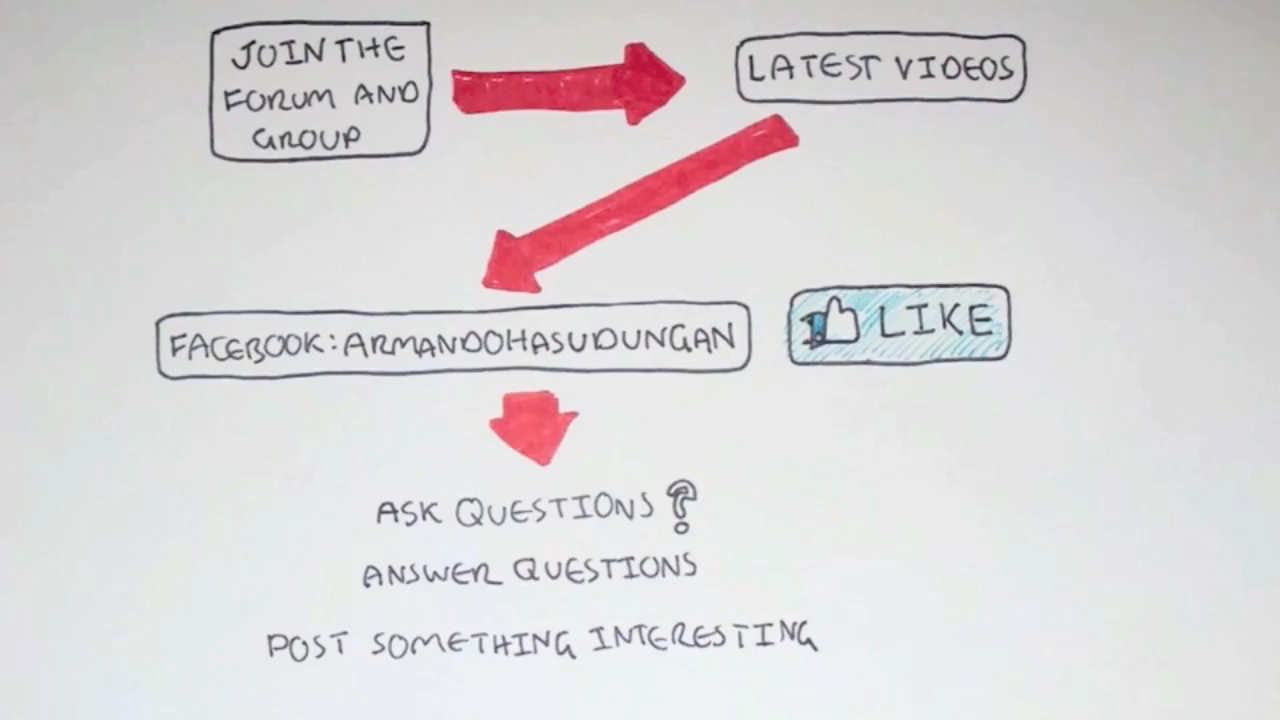 JOIN THE
FORUM AND
GROUP
LATEST VIDEOS
FACEBOOK: ARMANDOHASUDUNGAN
LIKE
ASK QUESTIONS?
ANSWER QUESTIONS
POST SOMETHING INTERESTING